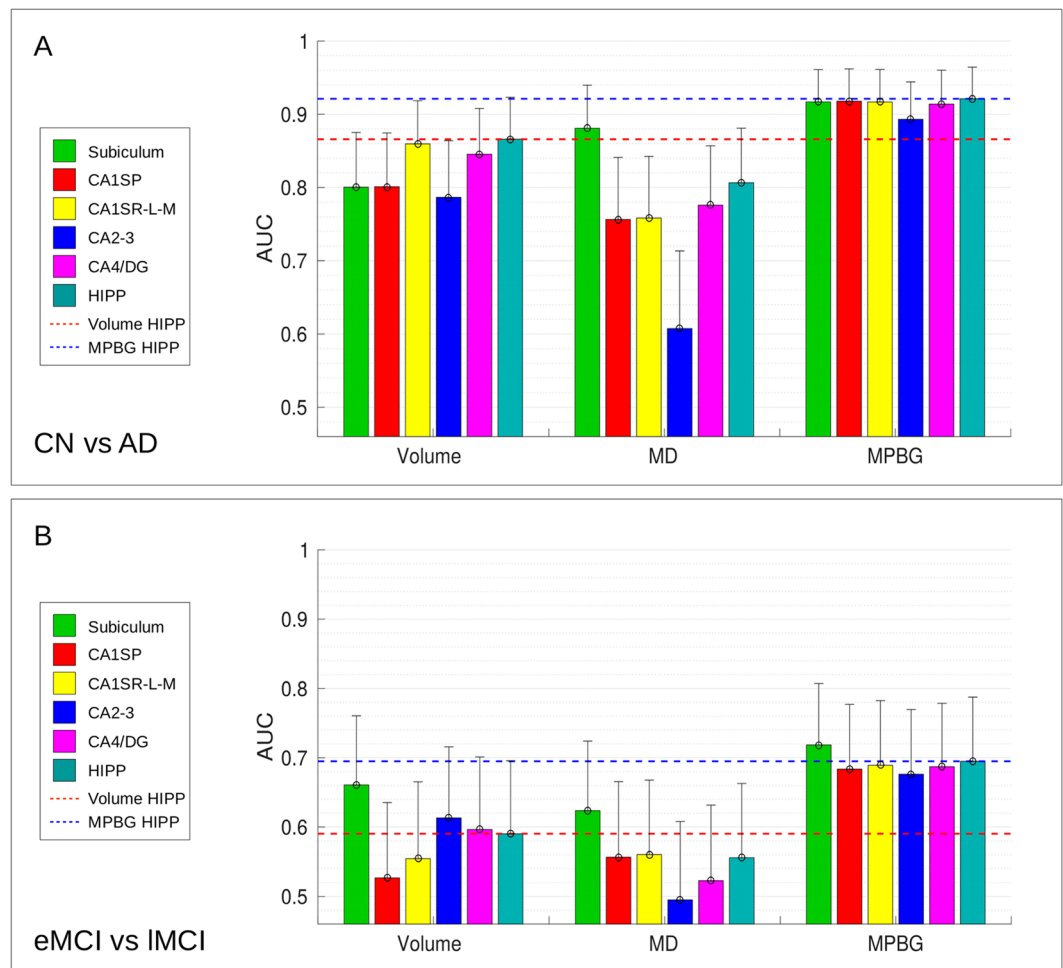 A
Subiculum
CA1SP
CA1SR-L-M
CA2-3
CA4/DG
HIPP
Volume HIPP
MPBG HIPP
CN vs AD
AUC
1
0.9
0.8
0.7
0.6
0.5
Volume MD MPBG
B
Subiculum
CA1SP
CA1SR-L-M
CA2-3
CA4/DG
HIPP
Volume HIPP
MPBG HIPP
eMCI vs lMCI
AUC
1
0.9
0.8
0.7
0.6
0.5
Volume MD MPBG